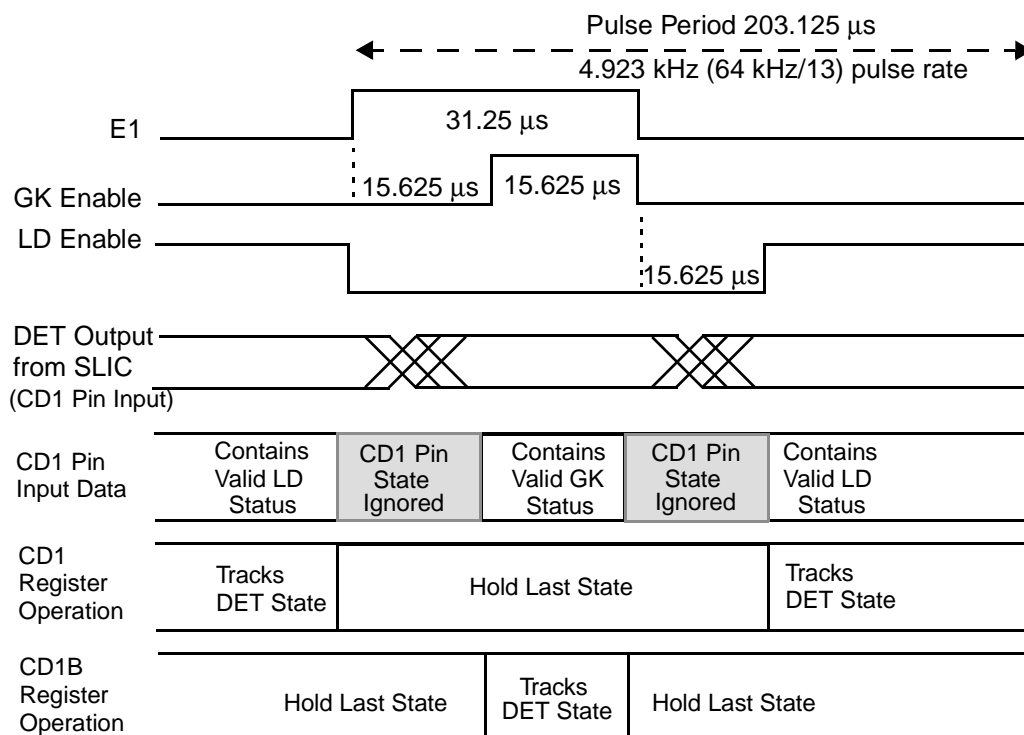 Pulse Period 203.125 µs
4.923 kHz (64 kHz/13) pulse rate
E1
31.25 µs
GK Enable
15.625 µs
15.625 µs
LD Enable
15.625 µs
DET Output
from SLIC
(CD1 Pin Input)
CD1 Pin
Input Data
Contains
Valid LD
Status
CD1 Pin
State
Ignored
Contains
Valid GK
Status
CD1 Pin
State
Ignored
Contains
Valid LD
Status
CD1
Register
Operation
Tracks
DET State
Hold Last State
Tracks
DET State
CD1B
Register
Operation
Hold Last State
Tracks
DET State
Hold Last State